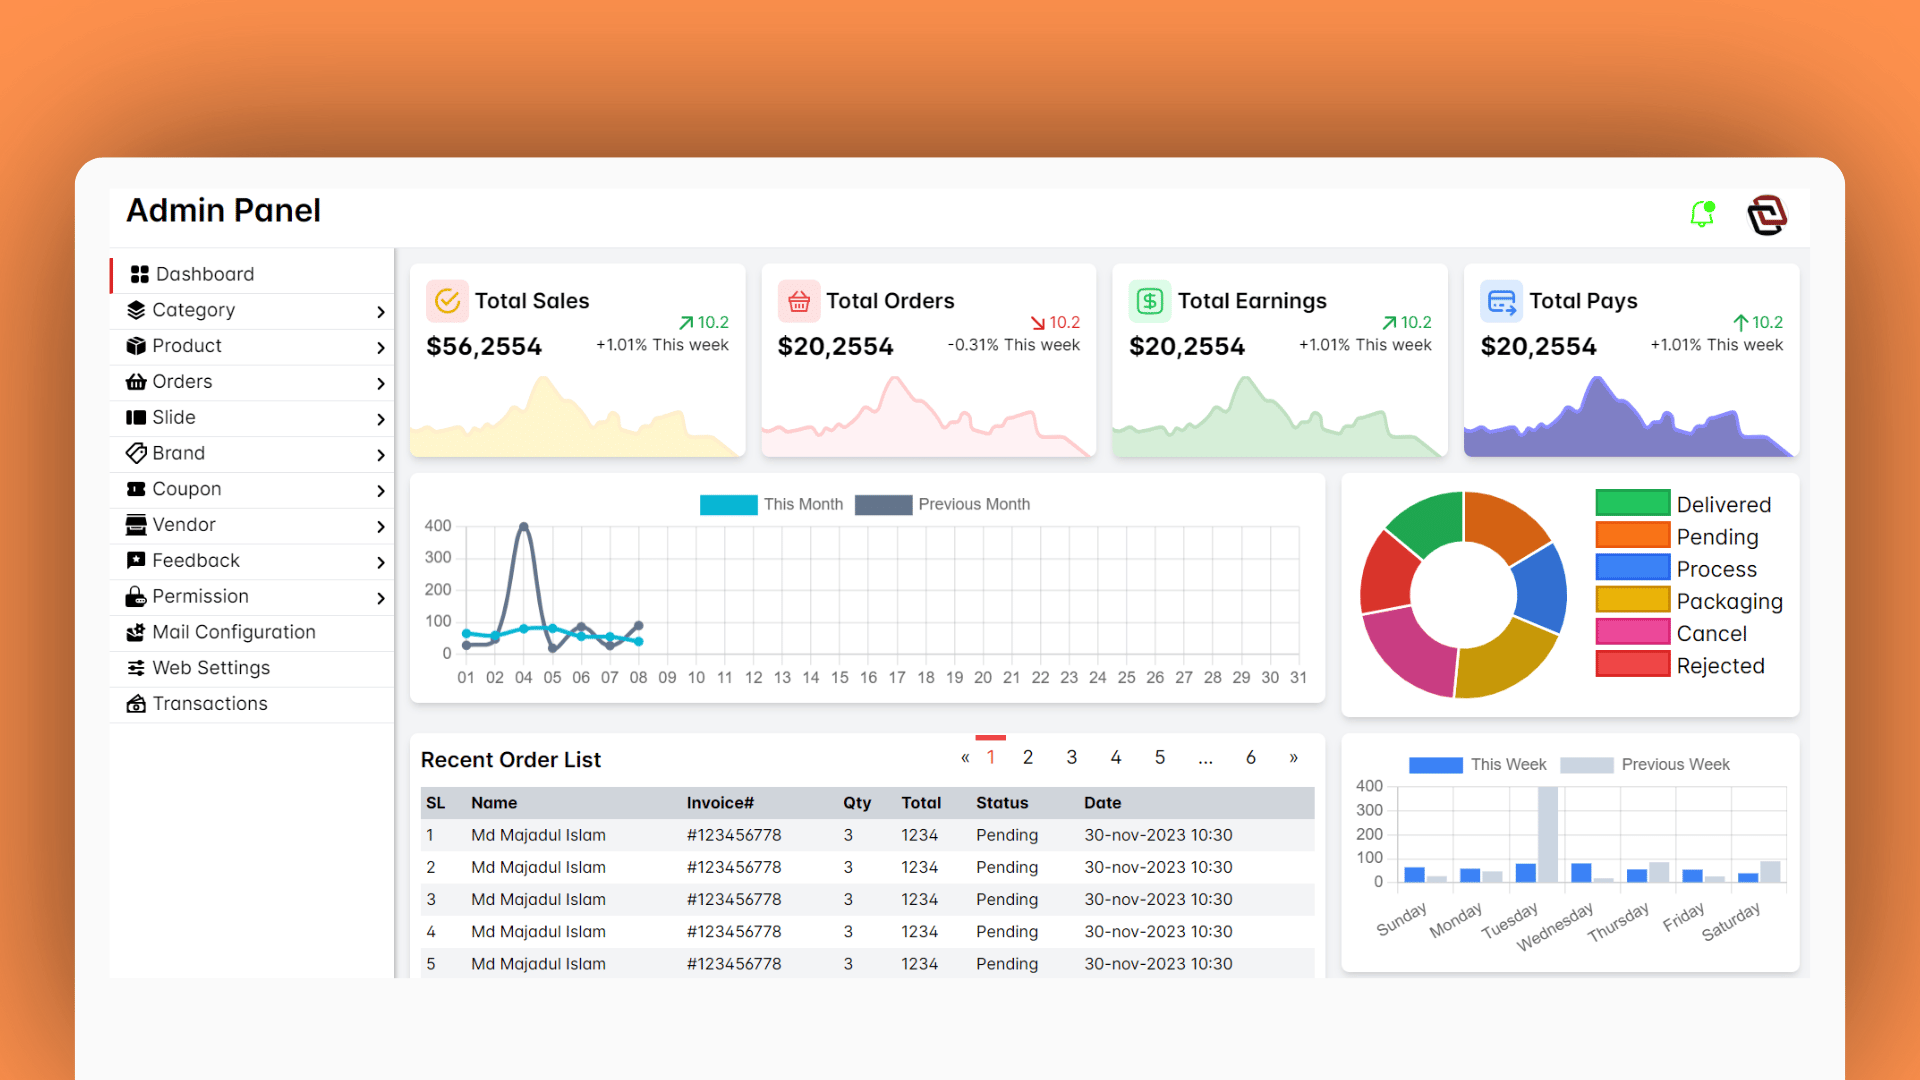 Admin Panel
Dashboard
Category
Product
Orders
Slide
Brand
Coupon
Vendor
Feedback
Permission
Mail Configuration
Web Settings
Transactions
Total Sales
10.2
$56,2554
+1.01% This week
Total Orders
10.2
$20,2554
-0.31% This week
Total Earnings
10.2
$20,2554
+1.01% This week
Total Pays
10.2
$20,2554
+1.01% This week
This Month Previous Month
400
300
200
100
0
01 02 04 05 06 07 08 09 10 11 12 13 14 15 16 17 18 19 20 21 22 23 24 25 26 27 28 29 30 31
Delivered
Pending
Process
Packaging
Cancel
Rejected
Recent Order List
« 1 2 3 4 5 ... 6 »
SL Name Invoice# Qty Total Status Date
1 Md Majadul Islam #123456778 3 1234 Pending 30-nov-2023 10:30
2 Md Majadul Islam #123456778 3 1234 Pending 30-nov-2023 10:30
3 Md Majadul Islam #123456778 3 1234 Pending 30-nov-2023 10:30
4 Md Majadul Islam #123456778 3 1234 Pending 30-nov-2023 10:30
5 Md Majadul Islam #123456778 3 1234 Pending 30-nov-2023 10:30
This Week Previous Week
400
300
200
100
0
Sunday Monday Tuesday Wednesday Thursday Friday Saturday